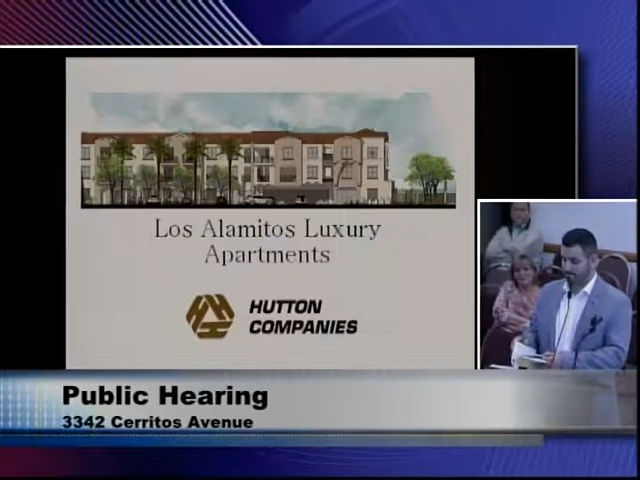 Los Alamitos Luxury
Apartments
HUTTON
COMPANIES
Public Hearing
3342 Cerritos Avenue